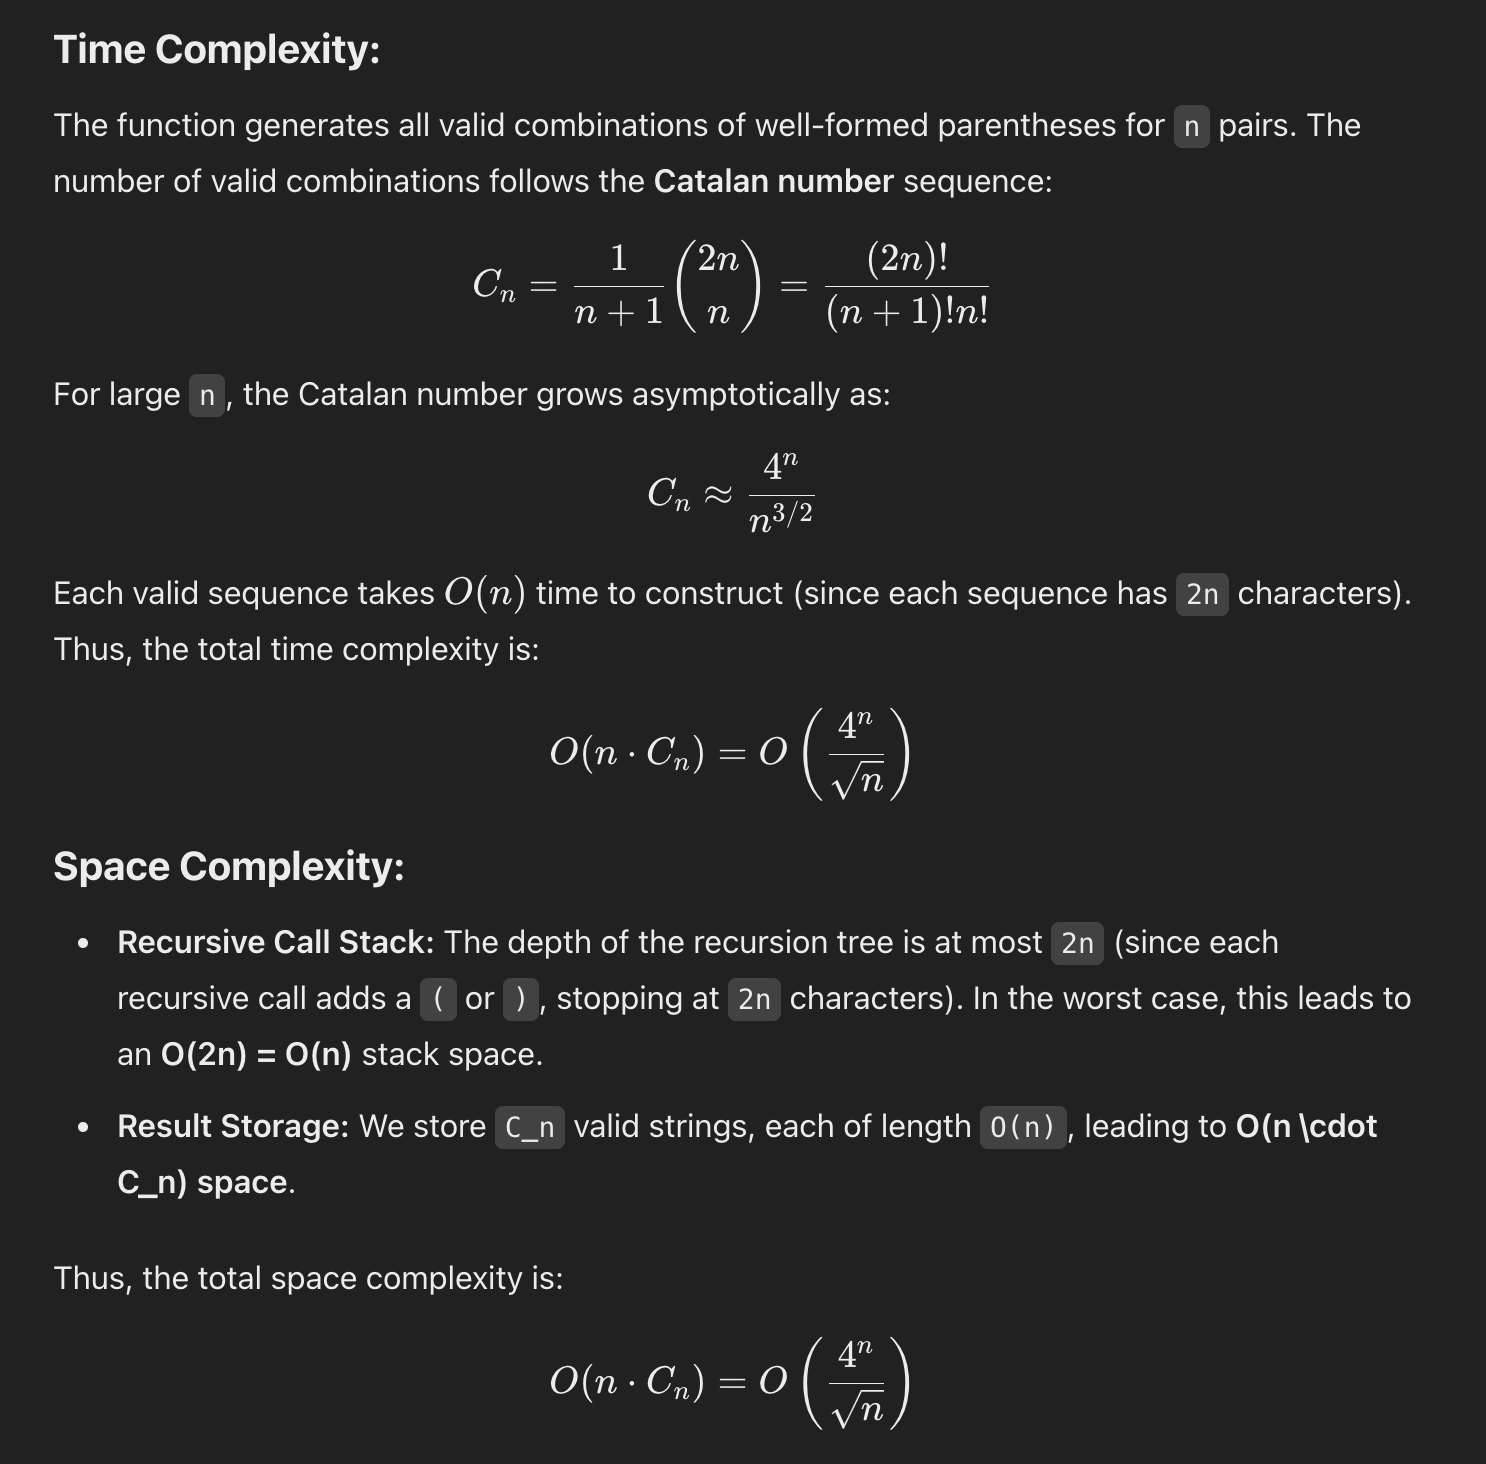 Time Complexity:
The function generates all valid combinations of well-formed parentheses for n pairs. The
number of valid combinations follows the Catalan number sequence:
C_n = \frac{1}{n+1} \binom{2n}{n} = \frac{(2n)!}{(n+1)!n!}
For large n, the Catalan number grows asymptotically as:
C_n ≈ \frac{4^n}{n^{3/2}}
Each valid sequence takes O(n) time to construct (since each sequence has 2n characters).
Thus, the total time complexity is:
O(n · C_n) = O\left(\frac{4^n}{\sqrt{n}}\right)
Space Complexity:
• Recursive Call Stack: The depth of the recursion tree is at most 2n (since each
recursive call adds a ( or ), stopping at 2n characters). In the worst case, this leads to
an O(2n) = O(n) stack space.
• Result Storage: We store C_n valid strings, each of length O(n), leading to O(n \cdot
C_n) space.
Thus, the total space complexity is:
O(n · C_n) = O\left(\frac{4^n}{\sqrt{n}}\right)